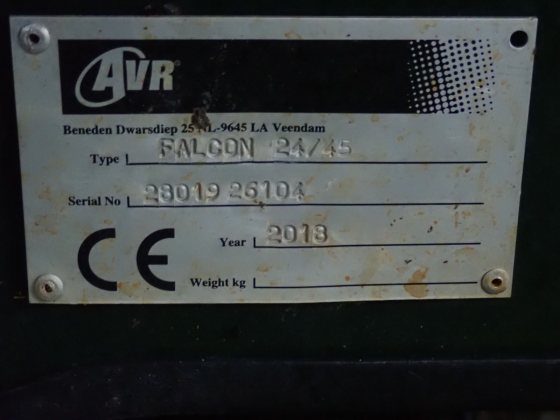 AVR
Beneden Dwarsdiep 25 NL-9645 LA Veendam
Type FALCON 24/45
Serial No 28019 26104
CE Year 2018
Weight kg